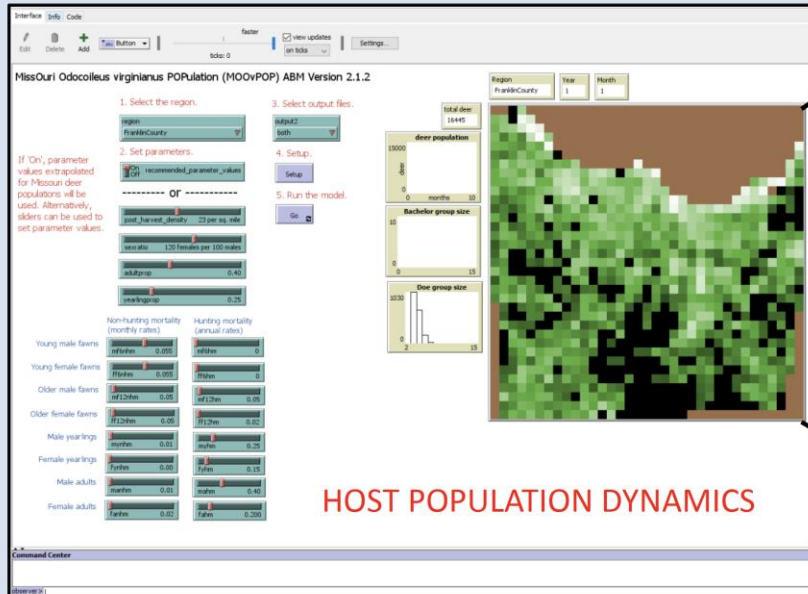 Interface Info Code
Edit
Delete
Add
abc Button
faster
ticks: 0
view updates
on ticks
Settings...
MissOuri Odocoileus virginianus POPulation (MOOvPOP) ABM Version 2.1.2
Region
FranklinCounty
Year
1
Month
1
1. Select the region.
region
FranklinCounty
3. Select output files.
output2
both
total deer
16445
If 'On', parameter
values extrapolated
for Missouri deer
populations will be
used. Alternatively,
sliders can be used to
set parameter values.
2. Set parameters.
On
Off
recommended_parameter_values
--------- or -----------
post_harvest_density 23 per sq. mile
sexratio 120 females per 100 males
adultprop 0.40
yearlingprop 0.25
4. Setup.
Setup
5. Run the model.
Go
deer population
15000
deer
0
0 months 10
Bachelor group size
10
0
0 15
Doe group size
1030
0
2 15
Non-hunting mortality
(monthly rates)
Hunting mortality
(annual rates)
Young male fawns
mf6nhm 0.055
mf6hm 0
Young female fawns
ff6nhm 0.055
ff6hm 0
Older male fawns
mf12nhm 0.05
mf12hm 0.05
Older female fawns
ff12nhm 0.05
ff12hm 0.02
Male yearlings
mynhm 0.01
myhm 0.25
Female yearlings
fynhm 0.00
fyhm 0.15
Male adults
manhm 0.01
mahm 0.40
Female adults
fanhm 0.02
fahm 0.200
HOST POPULATION DYNAMICS
Command Center
observer>